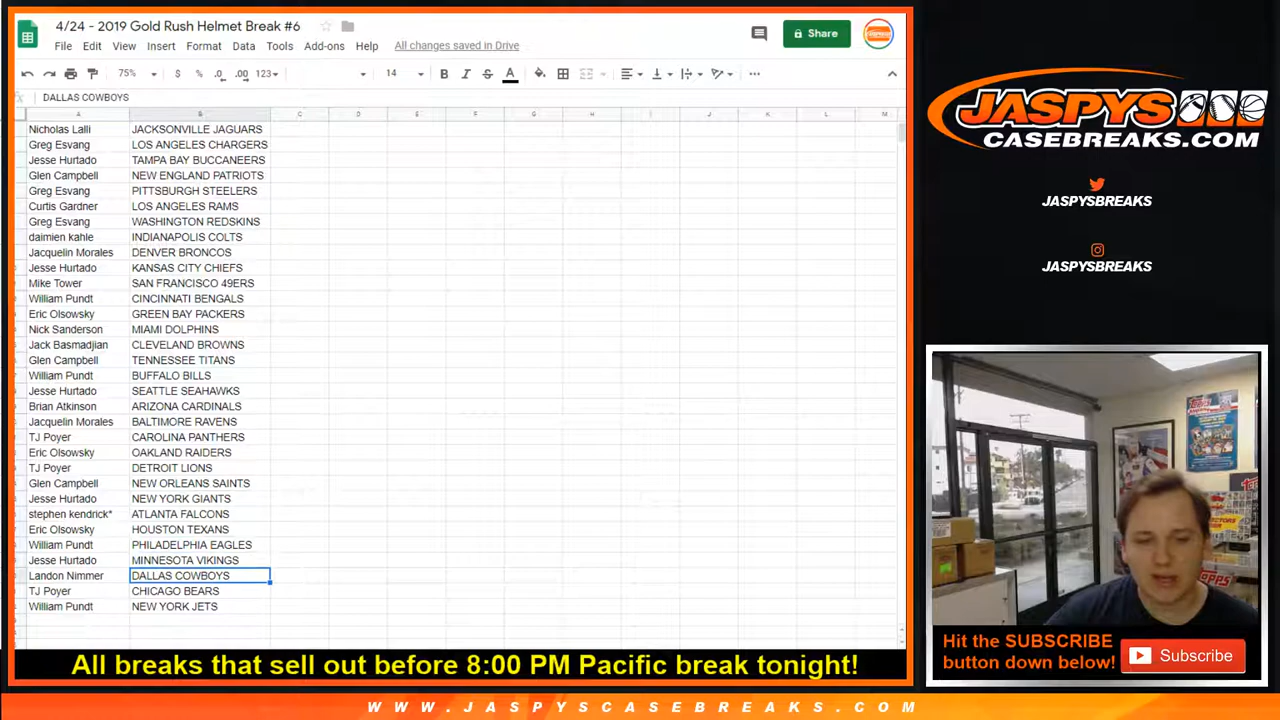 4/24 - 2019 Gold Rush Helmet Break #6
File Edit View Insert Format Data Tools Add-ons Help All changes saved in Drive
Share
75% $ % .0 .00 123 14 B I S A
DALLAS COWBOYS
A B C D E F G H I J K L M
Nicholas Lalli JACKSONVILLE JAGUARS
Greg Esvang LOS ANGELES CHARGERS
Jesse Hurtado TAMPA BAY BUCCANEERS
Glen Campbell NEW ENGLAND PATRIOTS
Greg Esvang PITTSBURGH STEELERS
Curtis Gardner LOS ANGELES RAMS
Greg Esvang WASHINGTON REDSKINS
daimien kahle INDIANAPOLIS COLTS
Jacquelin Morales DENVER BRONCOS
Jesse Hurtado KANSAS CITY CHIEFS
Mike Tower SAN FRANCISCO 49ERS
William Pundt CINCINNATI BENGALS
Eric Olsowsky GREEN BAY PACKERS
Nick Sanderson MIAMI DOLPHINS
Jack Basmadjian CLEVELAND BROWNS
Glen Campbell TENNESSEE TITANS
William Pundt BUFFALO BILLS
Jesse Hurtado SEATTLE SEAHAWKS
Brian Atkinson ARIZONA CARDINALS
Jacquelin Morales BALTIMORE RAVENS
TJ Poyer CAROLINA PANTHERS
Eric Olsowsky OAKLAND RAIDERS
TJ Poyer DETROIT LIONS
Glen Campbell NEW ORLEANS SAINTS
Jesse Hurtado NEW YORK GIANTS
stephen kendrick* ATLANTA FALCONS
Eric Olsowsky HOUSTON TEXANS
William Pundt PHILADELPHIA EAGLES
Jesse Hurtado MINNESOTA VIKINGS
Landon Nimmer DALLAS COWBOYS
TJ Poyer CHICAGO BEARS
William Pundt NEW YORK JETS
JASPYS
CASEBREAKS.COM
JASPYSBREAKS
JASPYSBREAKS
Topps
TOPPS
Hit the SUBSCRIBE
button down below!
Subscribe
All breaks that sell out before 8:00 PM Pacific break tonight!
WWW.JASPYSCASEBREAKS.COM